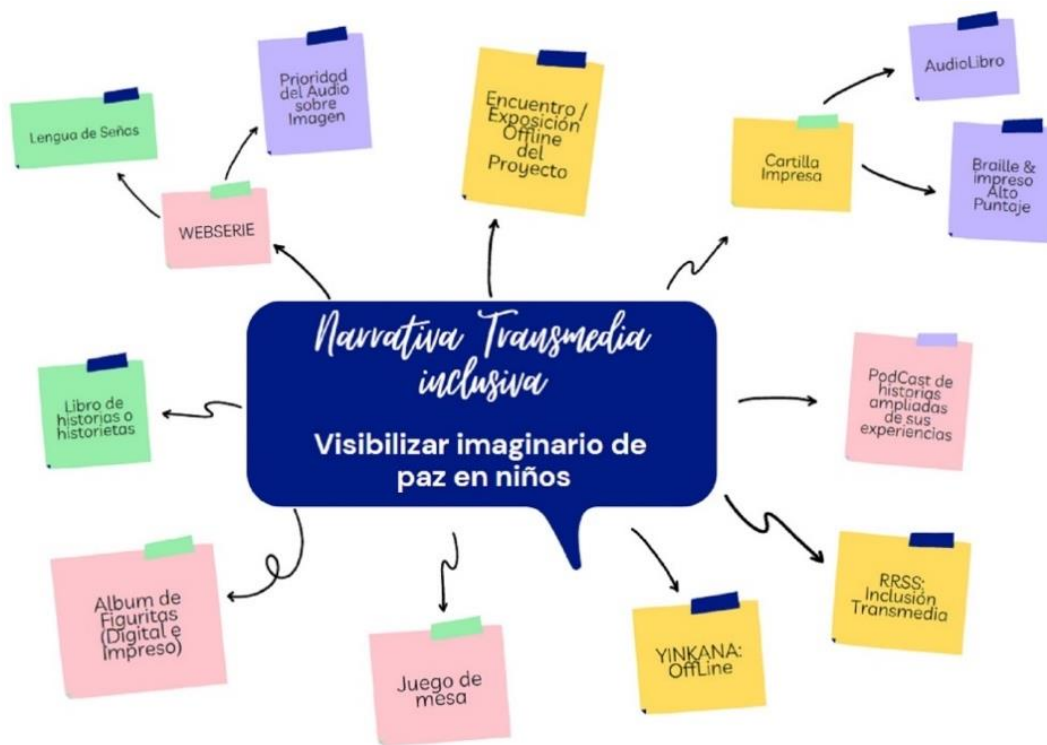 Lengua de Señas
Prioridad
del Audio
sobre
Imagen
WEBSERIE
Encuentro /
Exposición
Offline
del
Proyecto
Cartilla
Impresa
AudioLibro
Braille &
impreso
Alto
Puntaje
Narrativa Transmedia
inclusiva
Visibilizar imaginario de
paz en niños
Libro de
historias o
historietas
PodCast de
historias
ampliadas
de sus
experiencias
Album de
Figuritas
(Digital e
Impreso)
Juego de
mesa
YINKANA:
OffLine
RRSS:
Inclusión
Transmedia